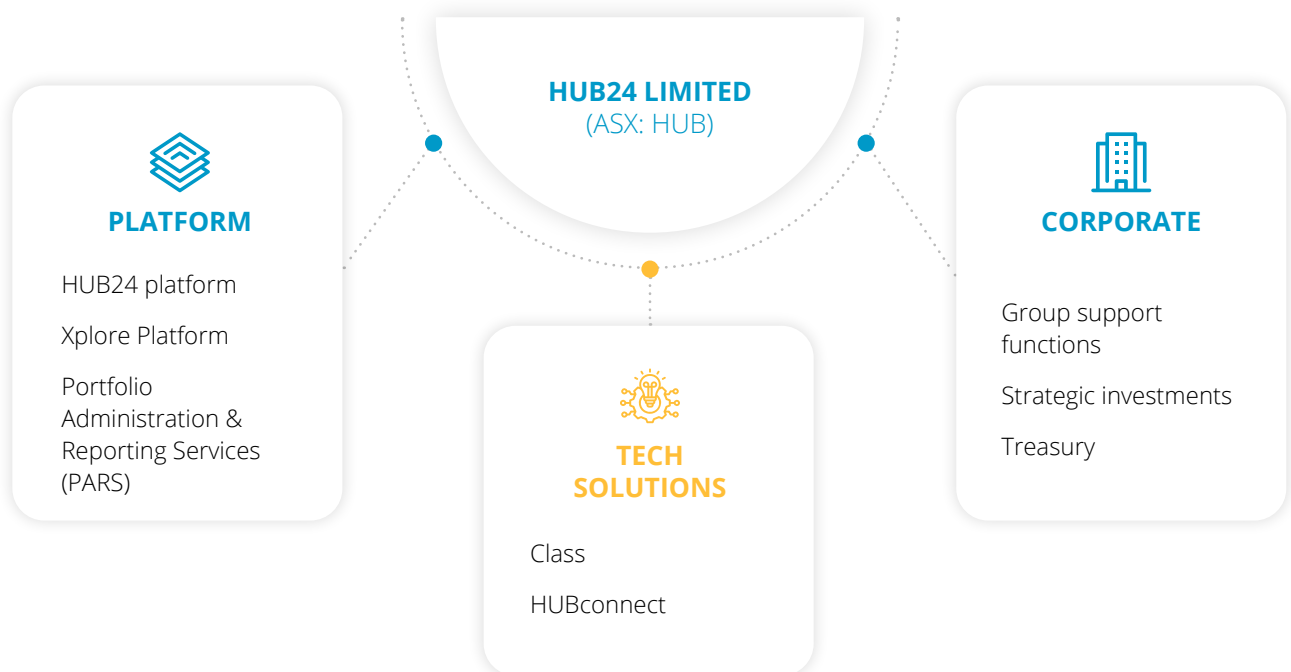 HUB24 LIMITED
(ASX: HUB)
PLATFORM
HUB24 platform
Xplore Platform
Portfolio
Administration &
Reporting Services
(PARS)
TECH
SOLUTIONS
Class
HUBconnect
CORPORATE
Group support
functions
Strategic investments
Treasury